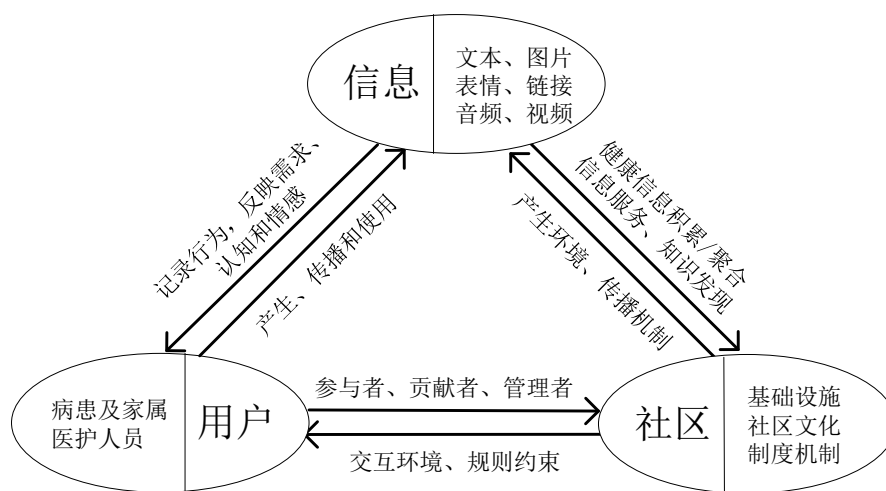 信息
文本、图片
表情、链接
音频、视频
记录行为，反映需求、
认知和情感
产生、传播和使用
健康信息积累/聚合
信息服务、知识发现
产生环境、传播机制
病患及家属
医护人员
用户
参与者、贡献者、管理者
交互环境、规则约束
社区
基础设施
社区文化
制度机制